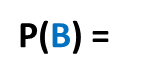 P(B) =